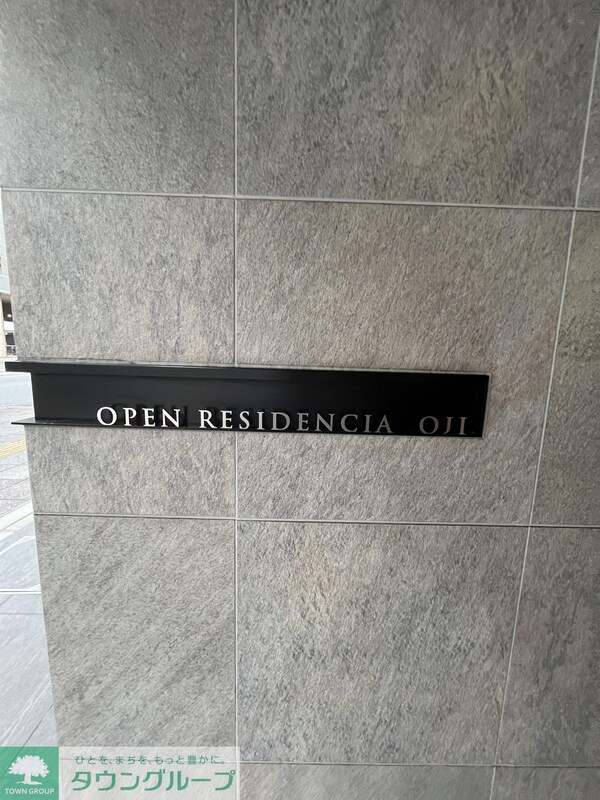 OPEN RESIDENCIA OJI
ひとを、まちを、もっと豊かに。
TOWN GROUP
タウングループ